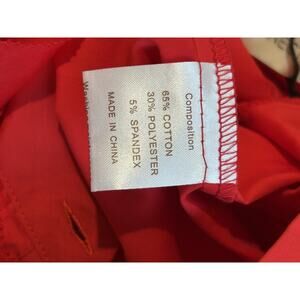 Composition
65% COTTON
30% POLYESTER
5% SPANDEX
MADE IN CHINA